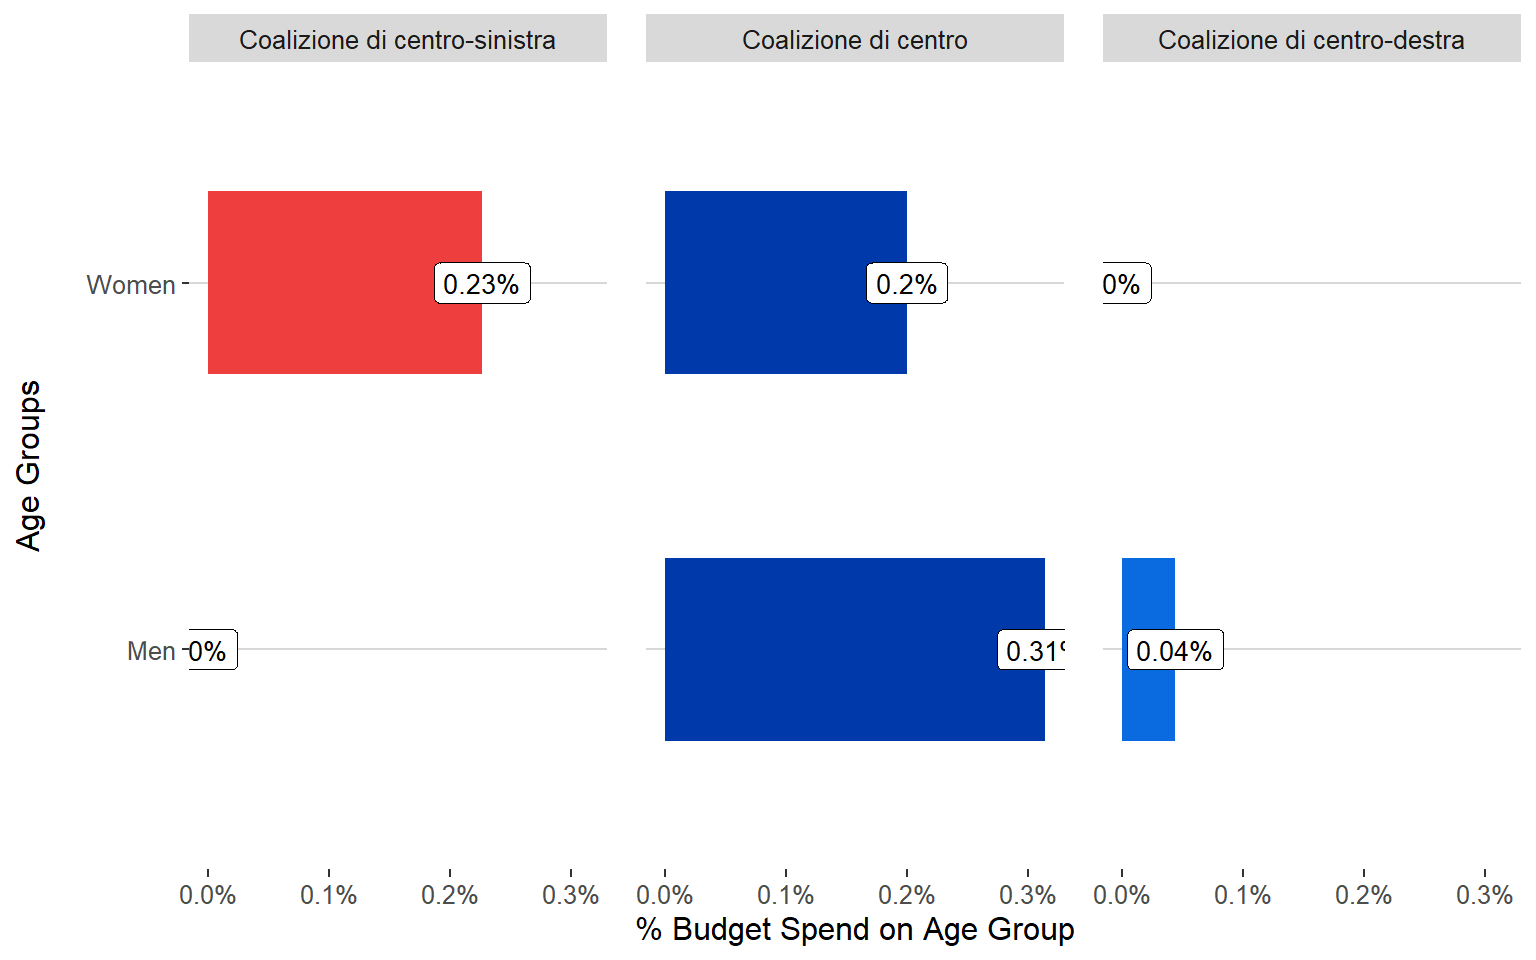 Coalizione di centro-sinistra
Coalizione di centro
Coalizione di centro-destra
Age Groups
Women
0.23%
0.2%
0%
Men
0%
0.31%
0.04%
0.0% 0.1% 0.2% 0.3%
0.0% 0.1% 0.2% 0.3%
0.0% 0.1% 0.2% 0.3%
% Budget Spend on Age Group